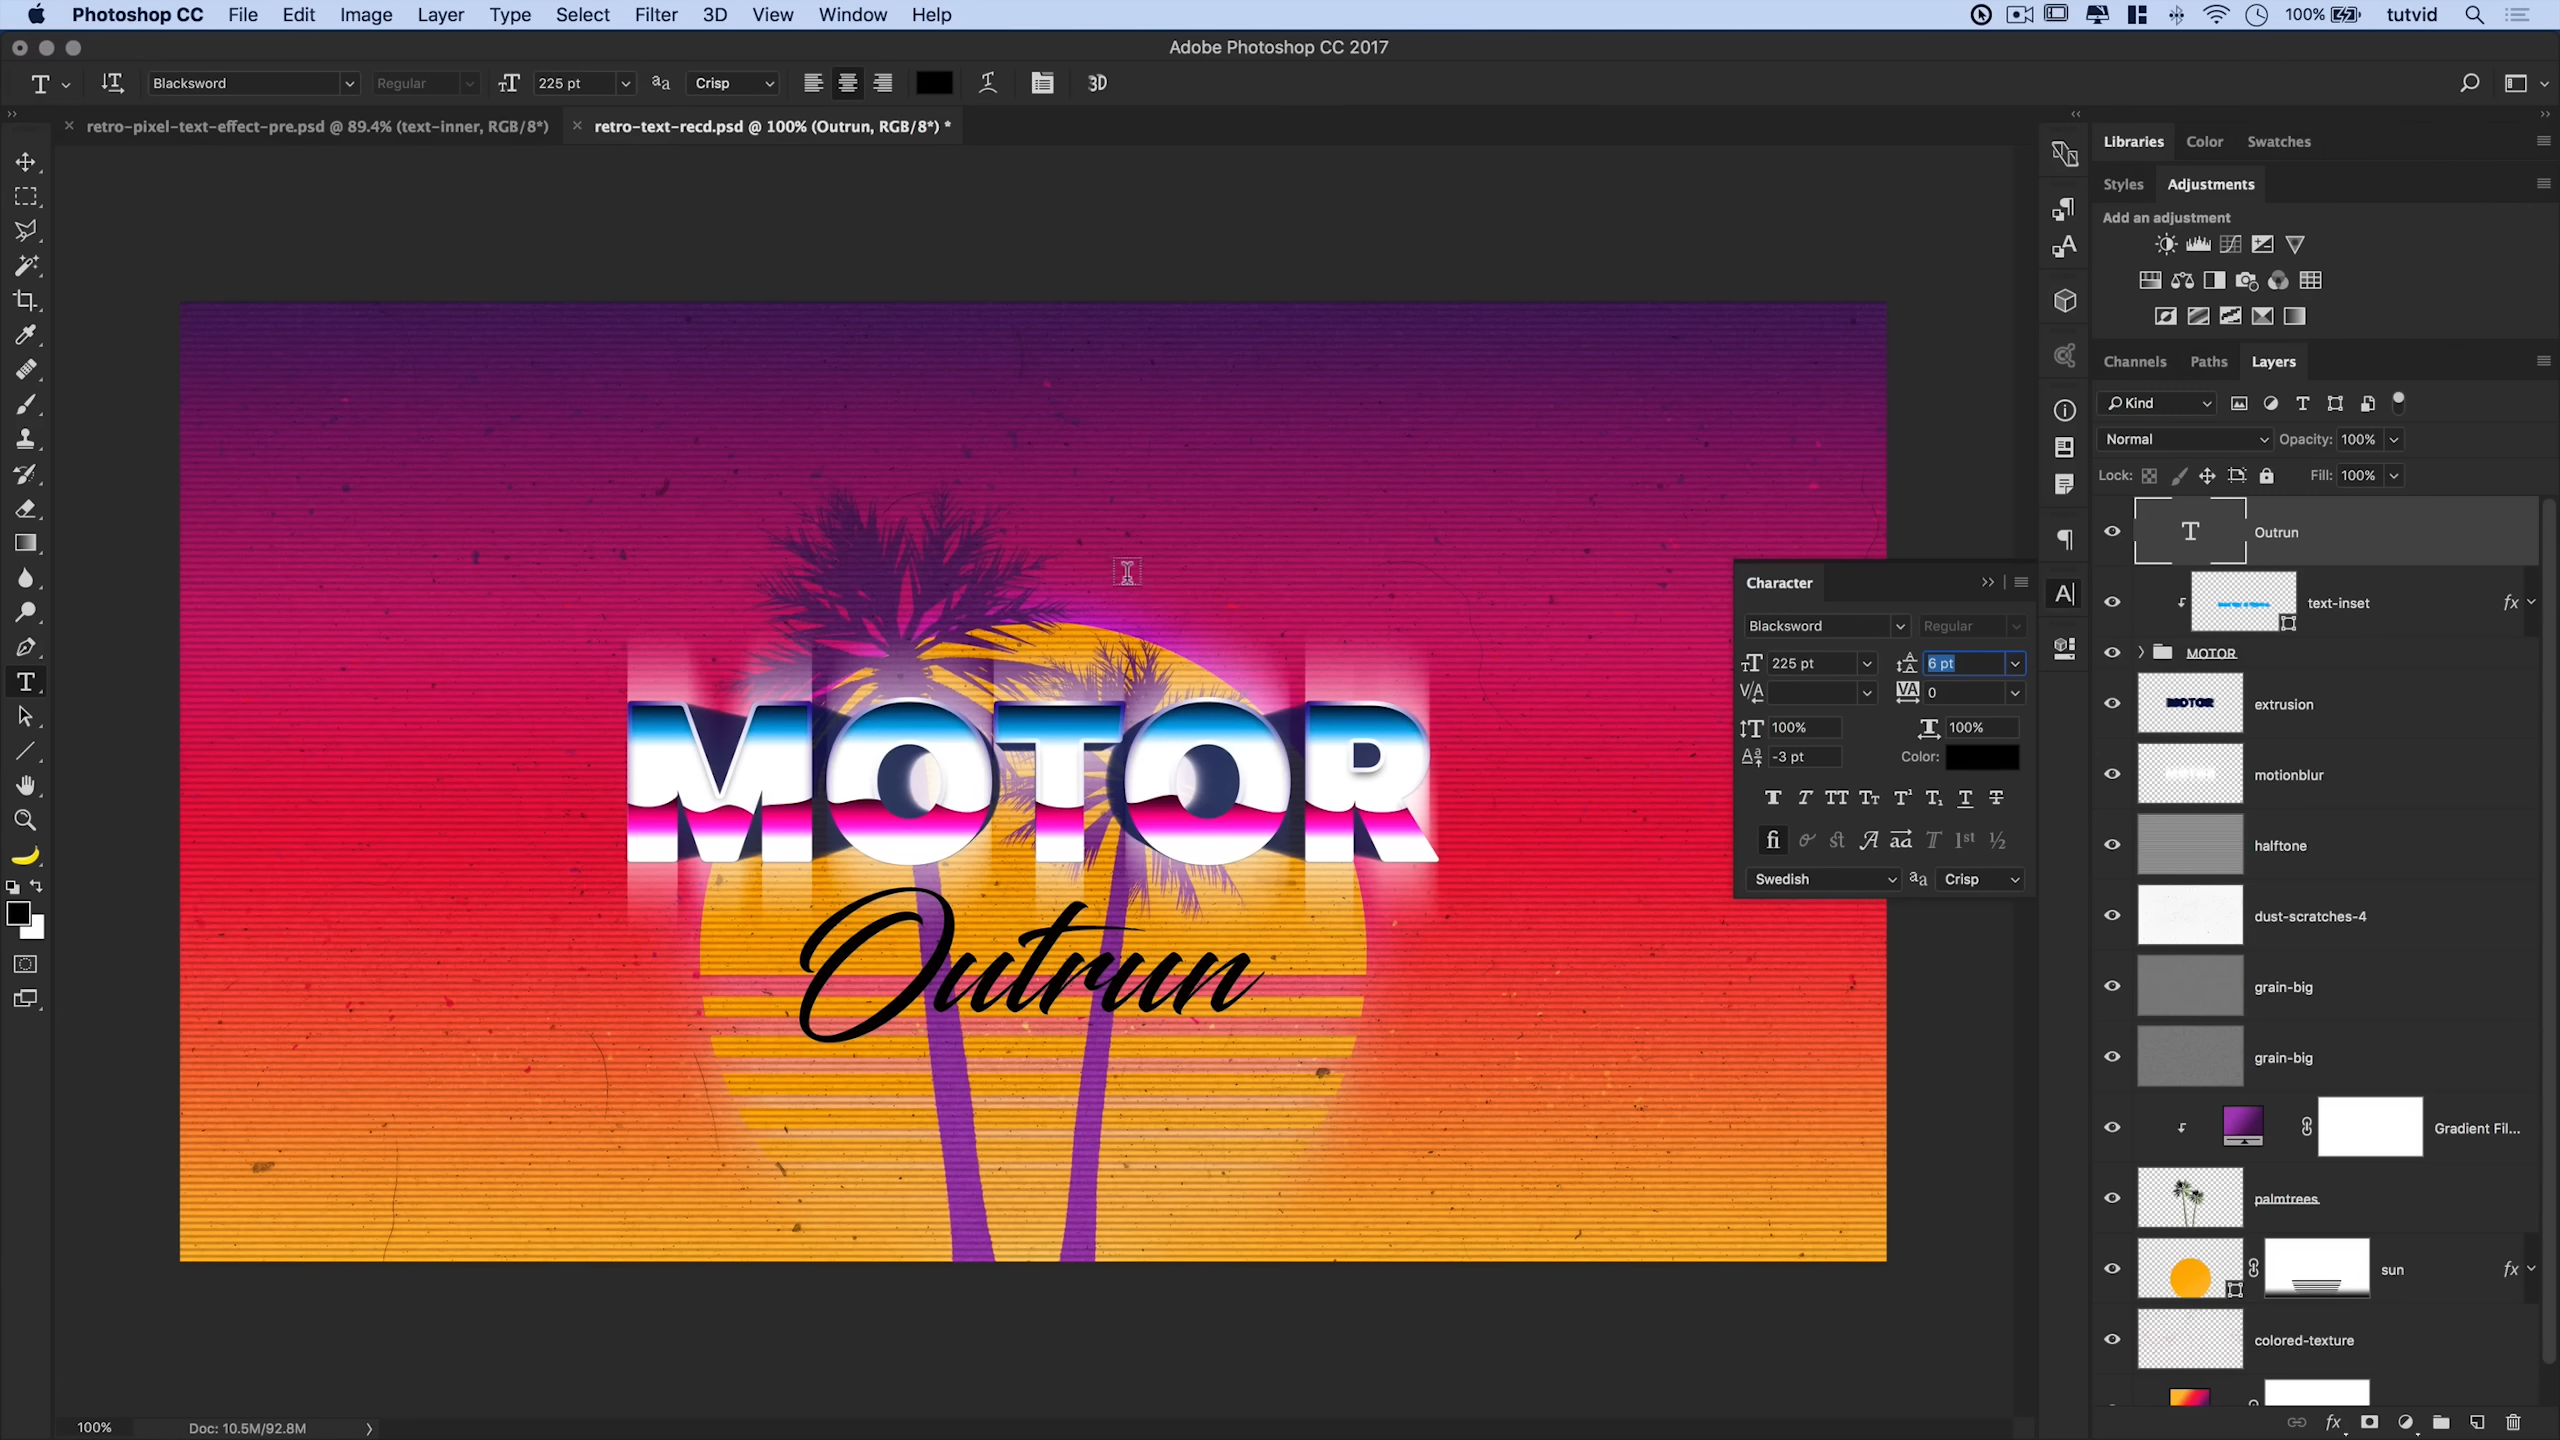 Photoshop CC File Edit Image Layer Type Select Filter 3D View Window Help 100% tutvid
Adobe Photoshop CC 2017
Blacksword Regular 225 pt Crisp 3D
retro-pixel-text-effect-pre.psd @ 89.4% (text-inner, RGB/8*) retro-text-recd.psd @ 100% (Outrun, RGB/8*) *
Libraries Color Swatches
Styles Adjustments
Add an adjustment
Channels Paths Layers
Kind
Normal Opacity: 100%
Lock: Fill: 100%
Outrun
text-inset fx
MOTOR
extrusion
motionblur
halftone
dust-scratches-4
grain-big
grain-big
Gradient Fil...
palmtrees
sun fx
colored-texture
Character
Blacksword Regular
225 pt 6 pt
0
100% 100%
-3 pt Color:
Swedish Crisp
MOTOR
Outrun
100% Doc: 10.5M/92.8M